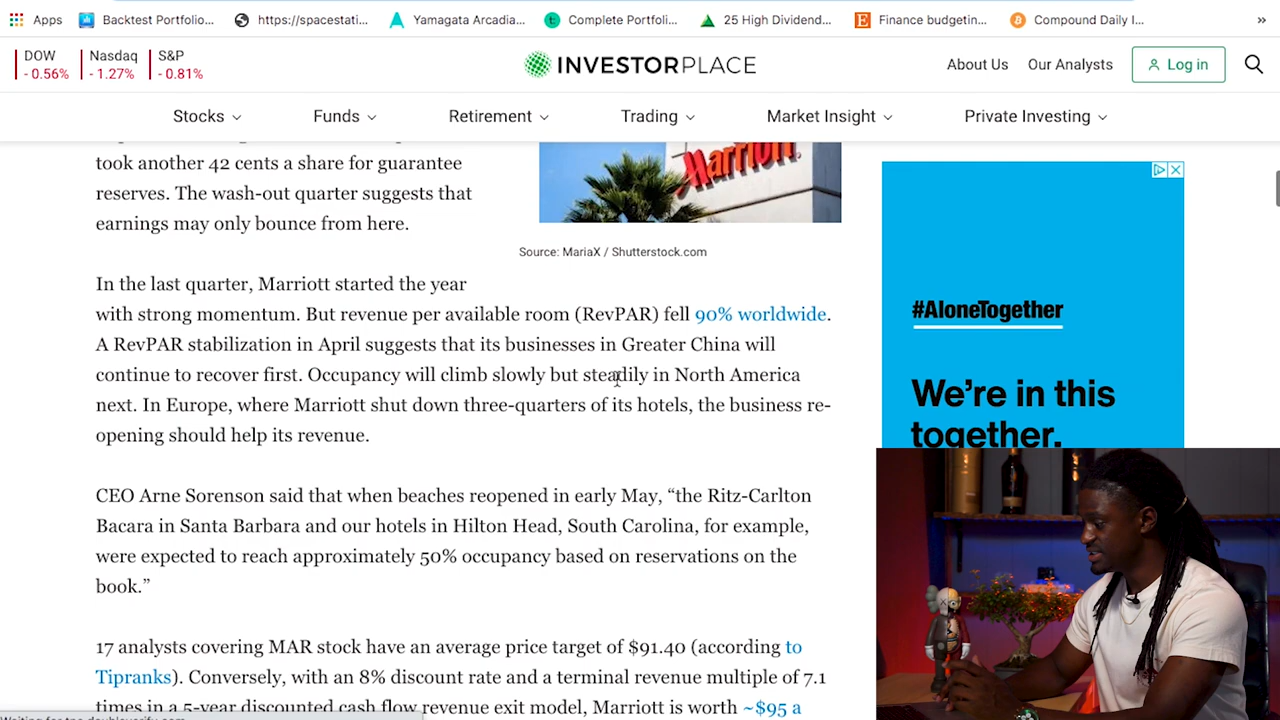 Apps
Backtest Portfolio...
https://spacestati...
Yamagata Arcadia...
Complete Portfoli...
25 High Dividend...
Finance budgetin...
Compound Daily I...
»
DOW
- 0.56%
Nasdaq
- 1.27%
S&P
- 0.81%
INVESTORPLACE
About Us
Our Analysts
Log in
Stocks
Funds
Retirement
Trading
Market Insight
Private Investing
took another 42 cents a share for guarantee
reserves. The wash-out quarter suggests that
earnings may only bounce from here.
Marriott
Source: MariaX / Shutterstock.com
In the last quarter, Marriott started the year
with strong momentum. But revenue per available room (RevPAR) fell 90% worldwide.
A RevPAR stabilization in April suggests that its businesses in Greater China will
continue to recover first. Occupancy will climb slowly but steadily in North America
next. In Europe, where Marriott shut down three-quarters of its hotels, the business re-
opening should help its revenue.
CEO Arne Sorenson said that when beaches reopened in early May, “the Ritz-Carlton
Bacara in Santa Barbara and our hotels in Hilton Head, South Carolina, for example,
were expected to reach approximately 50% occupancy based on reservations on the
book.”
17 analysts covering MAR stock have an average price target of $91.40 (according to
Tipranks). Conversely, with an 8% discount rate and a terminal revenue multiple of 7.1
times in a 5-year discounted cash flow revenue exit model, Marriott is worth ~$95 a
#AloneTogether
We're in this
together.